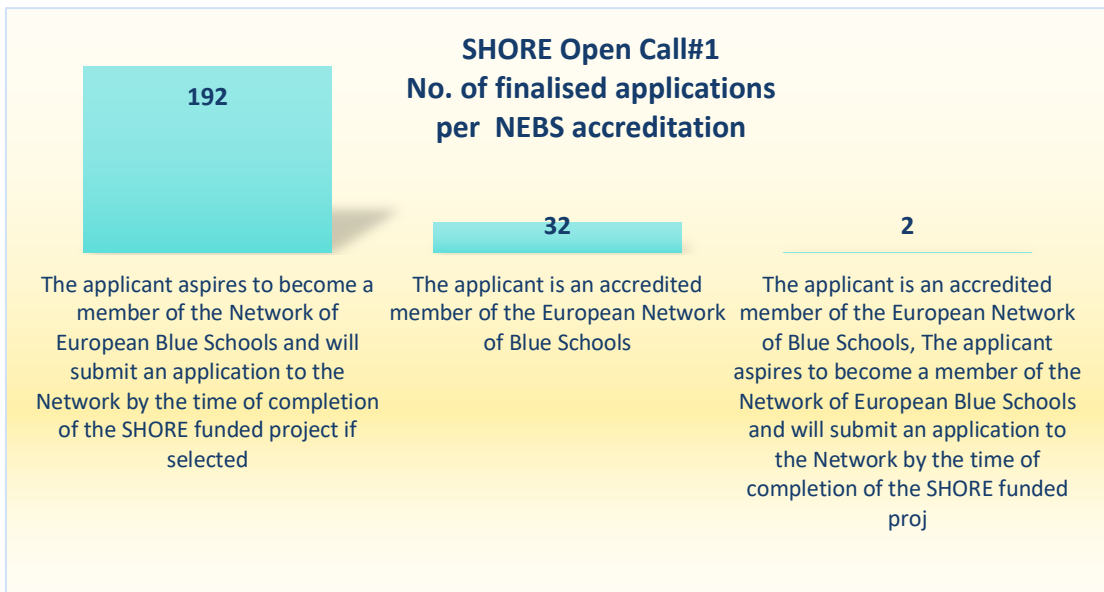 SHORE Open Call#1
No. of finalised applications
per NEBS accreditation
192
32
2
The applicant aspires to become a
member of the Network of
European Blue Schools and will
submit an application to the
Network by the time of completion
of the SHORE funded project if
selected
The applicant is an accredited
member of the European Network
of Blue Schools
The applicant is an accredited
member of the European Network
of Blue Schools, The applicant
aspires to become a member of the
Network of European Blue Schools
and will submit an application to
the Network by the time of
completion of the SHORE funded
proj